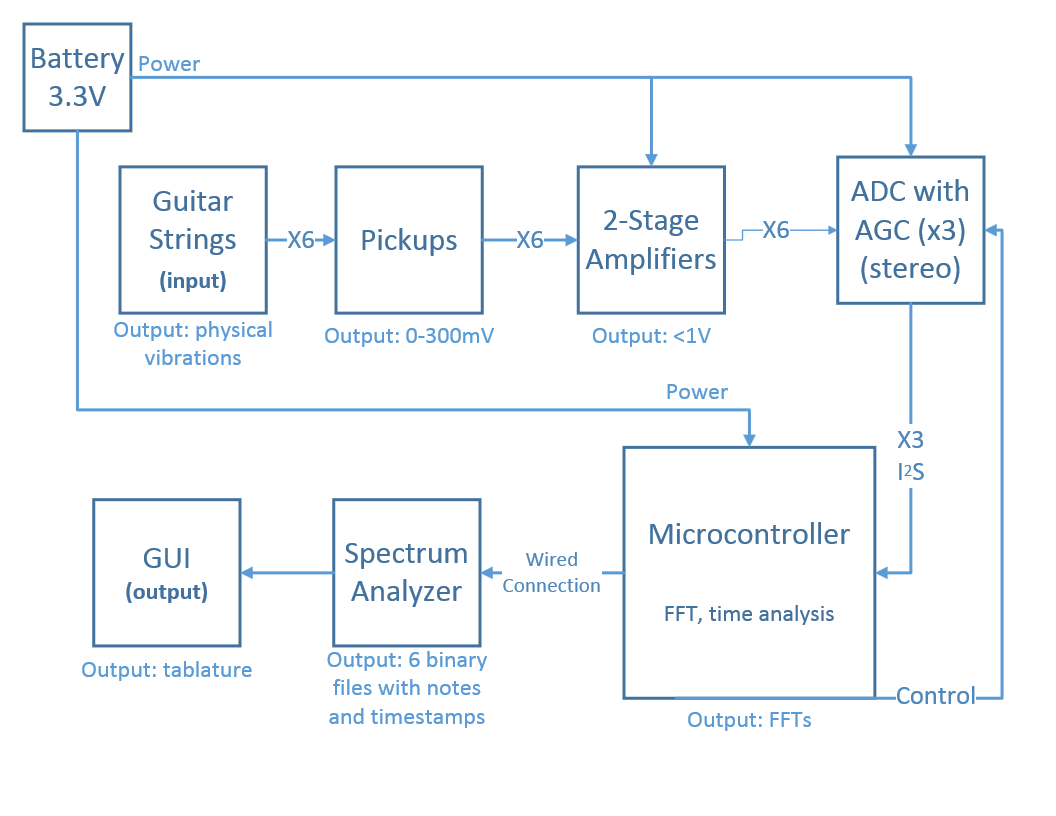 Battery
3.3V
Power
Guitar
Strings
(input)
X6
Pickups
X6
2-Stage
Amplifiers
X6
ADC with
AGC (x3)
(stereo)
Output: physical
vibrations
Output: 0-300mV
Output: <1V
Power
X3
I²S
Microcontroller
FFT, time analysis
Wired
Connection
Spectrum
Analyzer
GUI
(output)
Output: tablature
Output: 6 binary
files with notes
and timestamps
Output: FFTs
Control